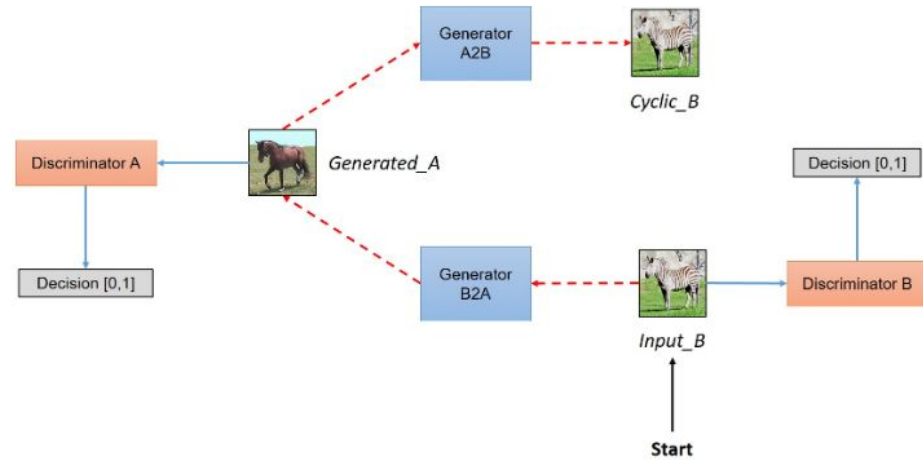 Generator
A2B
Cyclic_B
Discriminator A
Generated_A
Decision [0,1]
Decision [0,1]
Generator
B2A
Discriminator B
Input_B
Start